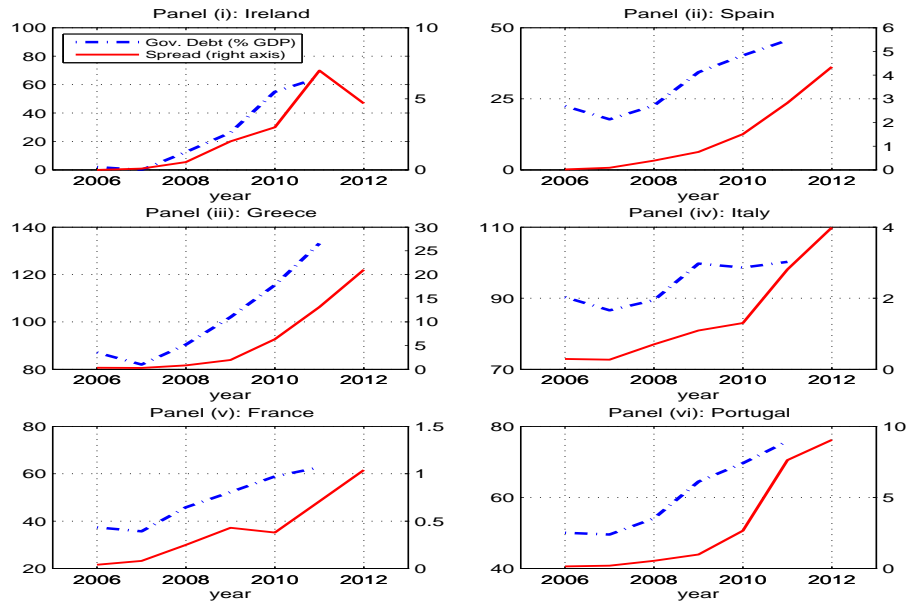 Panel (i): Ireland
100
80
60
40
20
0
10
5
0
Gov. Debt (% GDP)
Spread (right axis)
2006 2008 2010 2012
year
Panel (ii): Spain
50
25
0
6
5
4
3
2
1
0
2006 2008 2010 2012
year
Panel (iii): Greece
140
120
100
80
30
25
20
15
10
5
0
2006 2008 2010 2012
year
Panel (iv): Italy
110
90
70
4
2
0
2006 2008 2010 2012
year
Panel (v): France
80
60
40
20
1.5
1
0.5
0
2006 2008 2010 2012
year
Panel (vi): Portugal
80
60
40
10
5
0
2006 2008 2010 2012
year